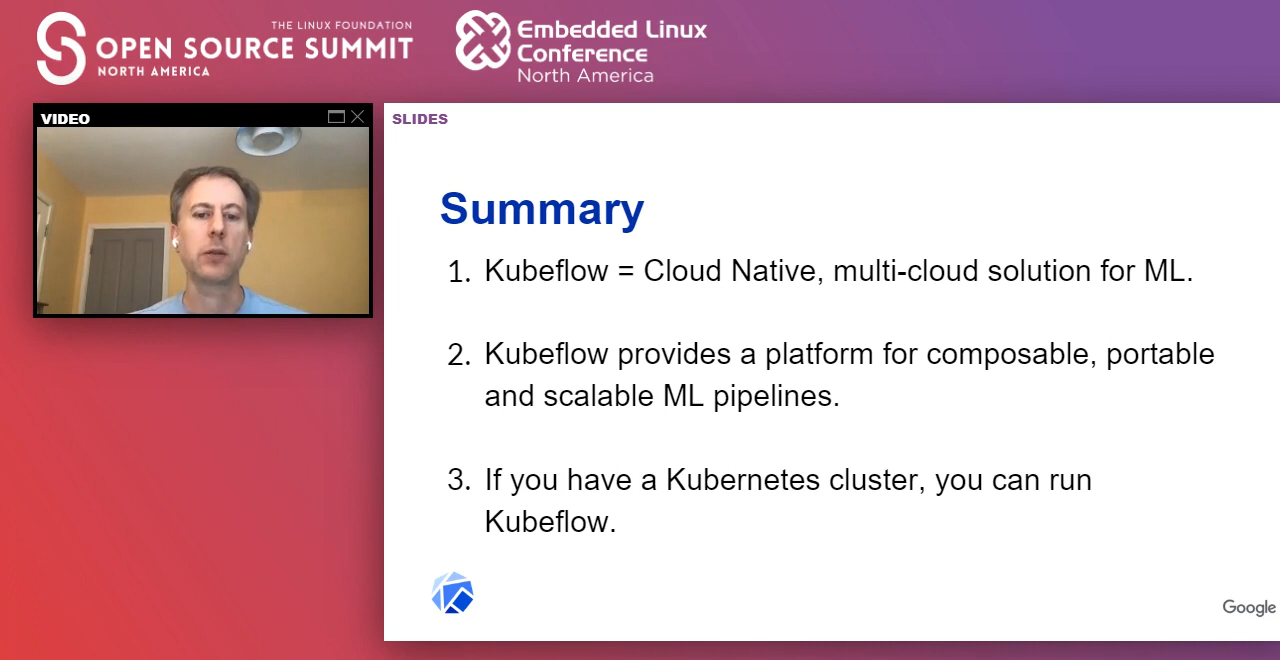 THE LINUX FOUNDATION
OPEN SOURCE SUMMIT
NORTH AMERICA
Embedded Linux
Conference
North America
VIDEO
SLIDES
Summary
1. Kubeflow = Cloud Native, multi-cloud solution for ML.
2. Kubeflow provides a platform for composable, portable
and scalable ML pipelines.
3. If you have a Kubernetes cluster, you can run
Kubeflow.
Google